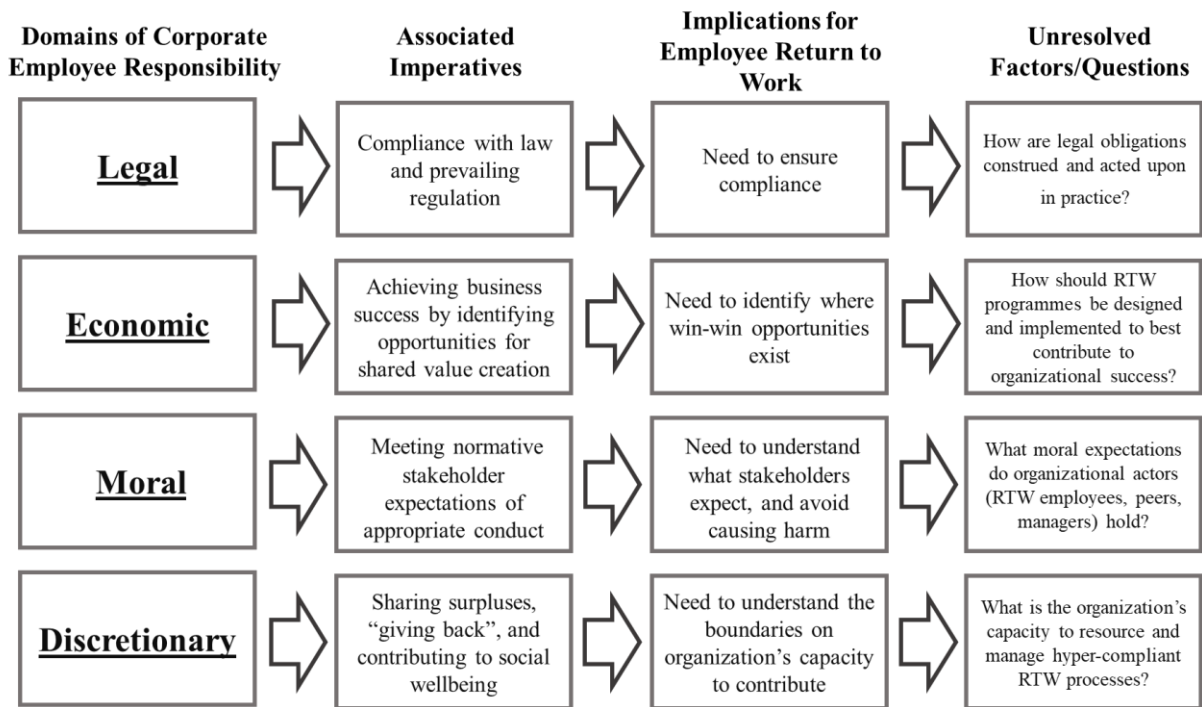 Domains of Corporate
Employee Responsibility
Associated
Imperatives
Implications for
Employee Return to
Work
Unresolved
Factors/Questions
Legal
Compliance with law
and prevailing
regulation
Need to ensure
compliance
How are legal obligations
construed and acted upon
in practice?
Economic
Achieving business
success by identifying
opportunities for
shared value creation
Need to identify where
win-win opportunities
exist
How should RTW
programmes be designed
and implemented to best
contribute to
organizational success?
Moral
Meeting normative
stakeholder
expectations of
appropriate conduct
Need to understand
what stakeholders
expect, and avoid
causing harm
What moral expectations
do organizational actors
(RTW employees, peers,
managers) hold?
Discretionary
Sharing surpluses,
“giving back”, and
contributing to social
wellbeing
Need to understand the
boundaries on
organization’s capacity
to contribute
What is the organization’s
capacity to resource and
manage hyper-compliant
RTW processes?